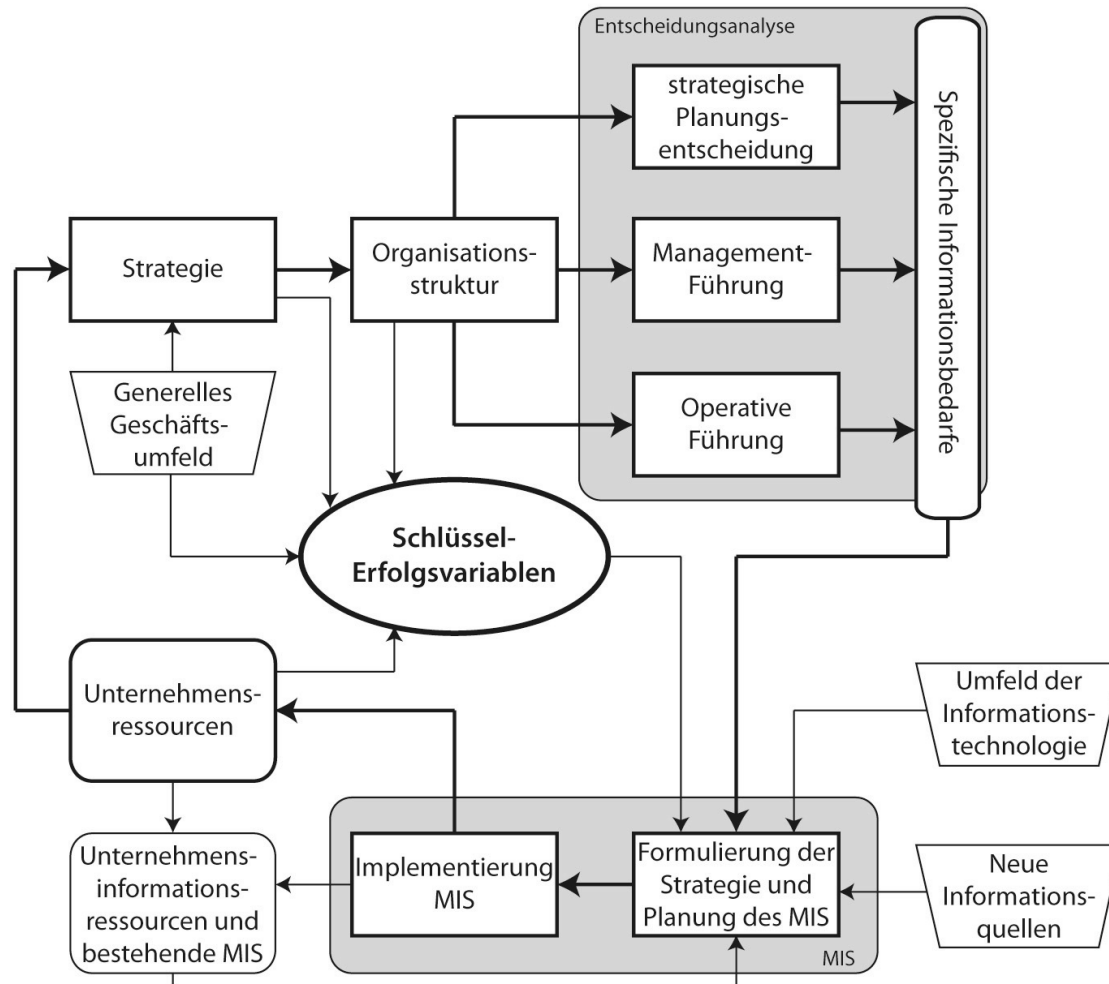 Entscheidungsanalyse
strategische
Planungs-
entscheidung
Spezifische Informationsbedarfe
Strategie
Organisations-
struktur
Management-
Führung
Generelles
Geschäfts-
umfeld
Operative
Führung
Schlüssel-
Erfolgsvariablen
Unternehmens-
ressourcen
Umfeld der
Informations-
technologie
Unternehmens-
informations-
ressourcen und
bestehende MIS
Implementierung
MIS
Formulierung der
Strategie und
Planung des MIS
Neue
Informations-
quellen
MIS